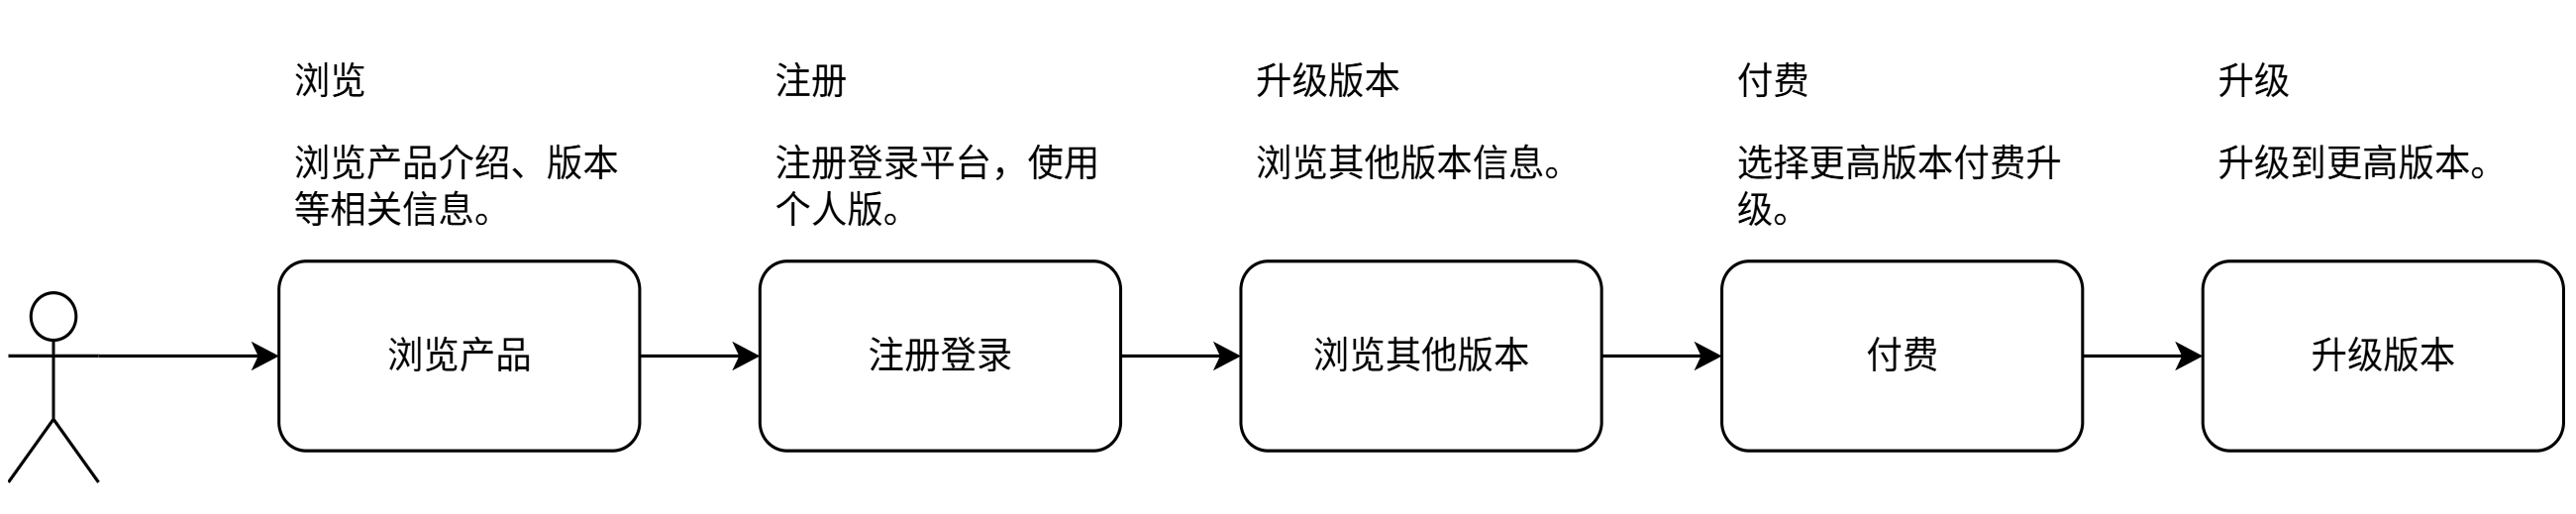 浏览
浏览产品介绍、版本
等相关信息。
注册
注册登录平台，使用
个人版。
升级版本
浏览其他版本信息。
付费
选择更高版本付费升
级。
升级
升级到更高版本。
浏览产品
注册登录
浏览其他版本
付费
升级版本